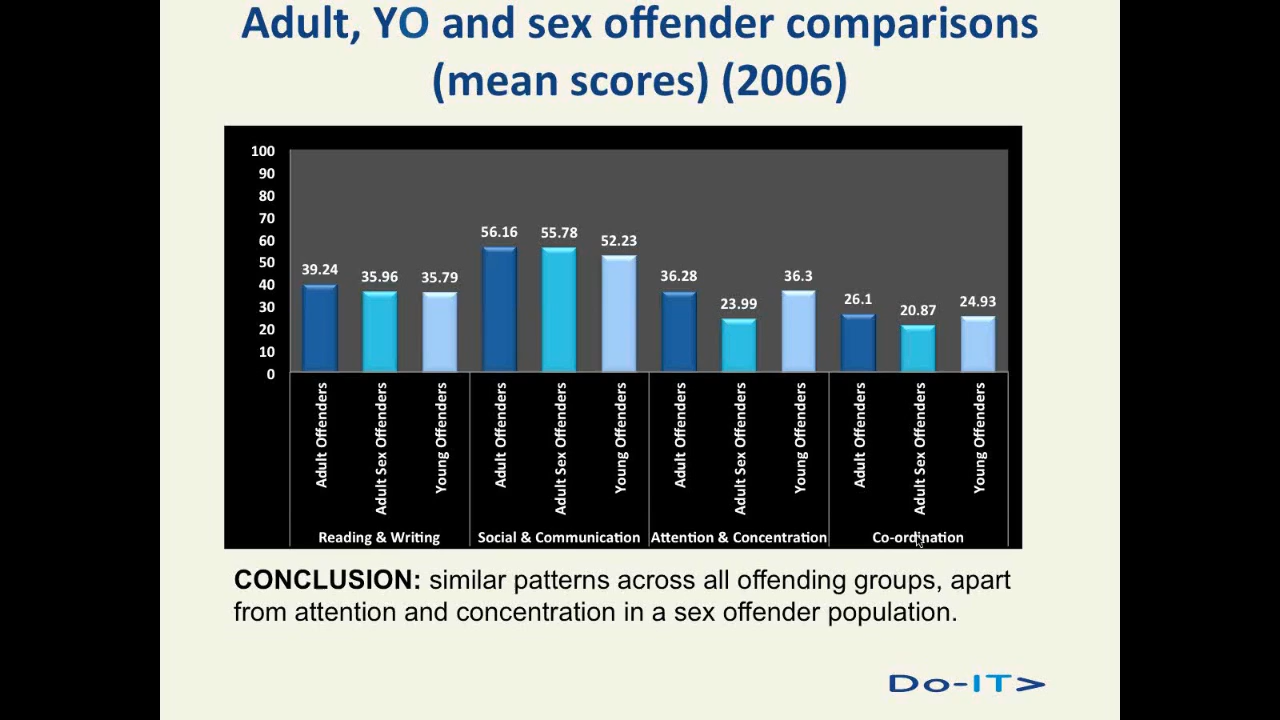 Adult, YO and sex offender comparisons
(mean scores) (2006)
100
90
80
70
60
50
40
30
20
10
0
39.24
35.96
35.79
56.16
55.78
52.23
36.28
23.99
36.3
26.1
20.87
24.93
Adult Offenders
Adult Sex Offenders
Young Offenders
Adult Offenders
Adult Sex Offenders
Young Offenders
Adult Offenders
Adult Sex Offenders
Young Offenders
Adult Offenders
Adult Sex Offenders
Young Offenders
Reading & Writing
Social & Communication
Attention & Concentration
Co-ordination
CONCLUSION: similar patterns across all offending groups, apart
from attention and concentration in a sex offender population.
Do-IT>